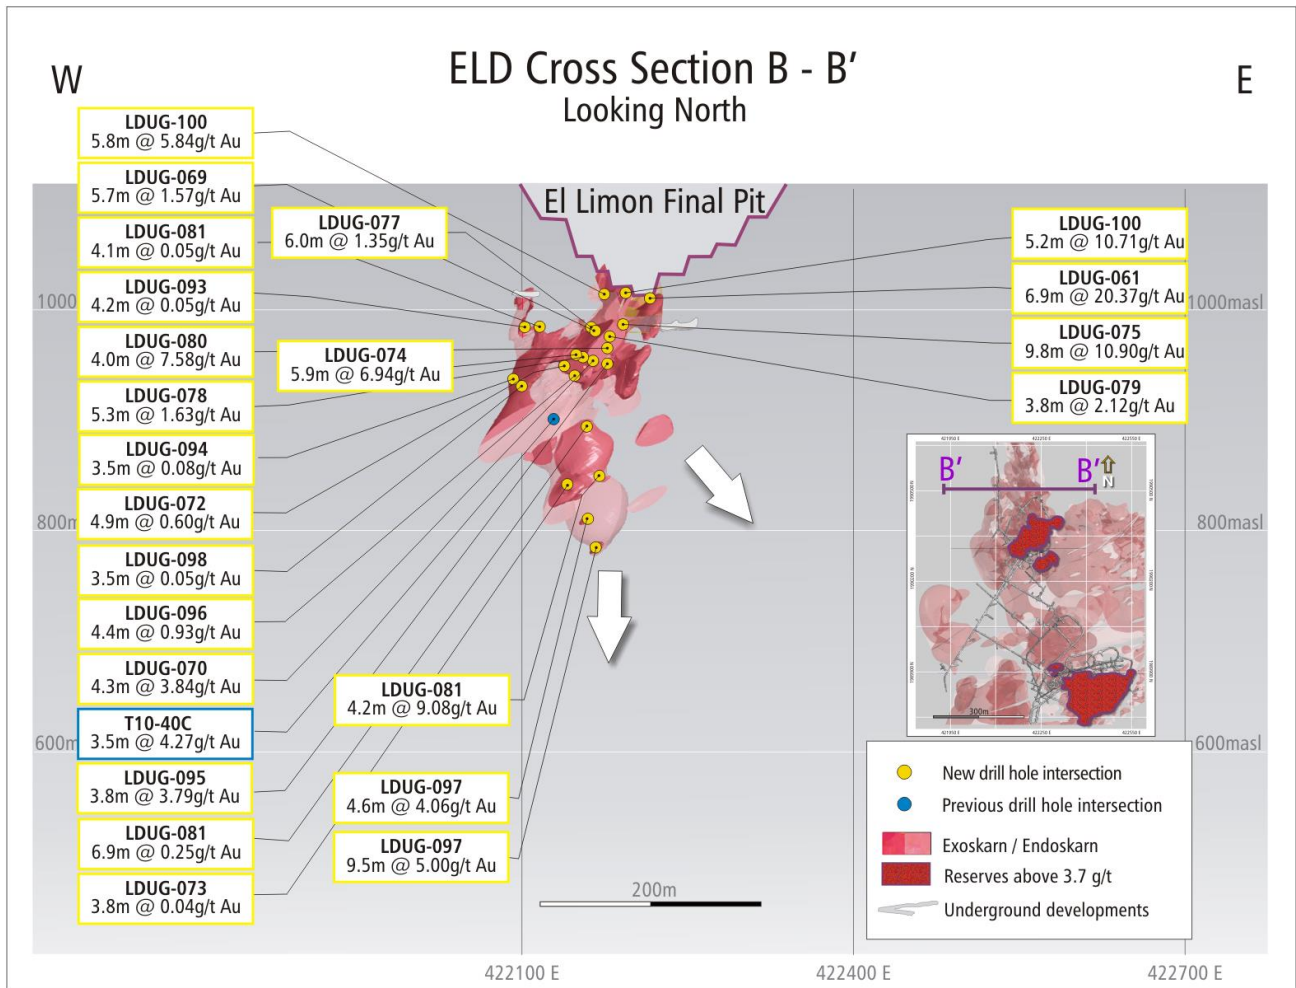 ELD Cross Section B - B’
Looking North
W
E
LDUG-100
5.8m @ 5.84g/t Au
LDUG-069
5.7m @ 1.57g/t Au
LDUG-081
4.1m @ 0.05g/t Au
LDUG-093
4.2m @ 0.05g/t Au
LDUG-080
4.0m @ 7.58g/t Au
LDUG-078
5.3m @ 1.63g/t Au
LDUG-094
3.5m @ 0.08g/t Au
LDUG-072
4.9m @ 0.60g/t Au
LDUG-098
3.5m @ 0.05g/t Au
LDUG-096
4.4m @ 0.93g/t Au
LDUG-070
4.3m @ 3.84g/t Au
T10-40C
3.5m @ 4.27g/t Au
LDUG-095
3.8m @ 3.79g/t Au
LDUG-081
6.9m @ 0.25g/t Au
LDUG-073
3.8m @ 0.04g/t Au
LDUG-077
6.0m @ 1.35g/t Au
LDUG-074
5.9m @ 6.94g/t Au
LDUG-081
4.2m @ 9.08g/t Au
LDUG-097
4.6m @ 4.06g/t Au
LDUG-097
9.5m @ 5.00g/t Au
El Limon Final Pit
LDUG-100
5.2m @ 10.71g/t Au
LDUG-061
6.9m @ 20.37g/t Au
LDUG-075
9.8m @ 10.90g/t Au
LDUG-079
3.8m @ 2.12g/t Au
1000
1000masl
800m
800masl
600m
600masl
421950 E
422250 E
422550 E
B’
B’
N
300m
421950 E
422250 E
422550 E
New drill hole intersection
Previous drill hole intersection
Exoskarn / Endoskarn
Reserves above 3.7 g/t
Underground developments
200m
422100 E
422400 E
422700 E